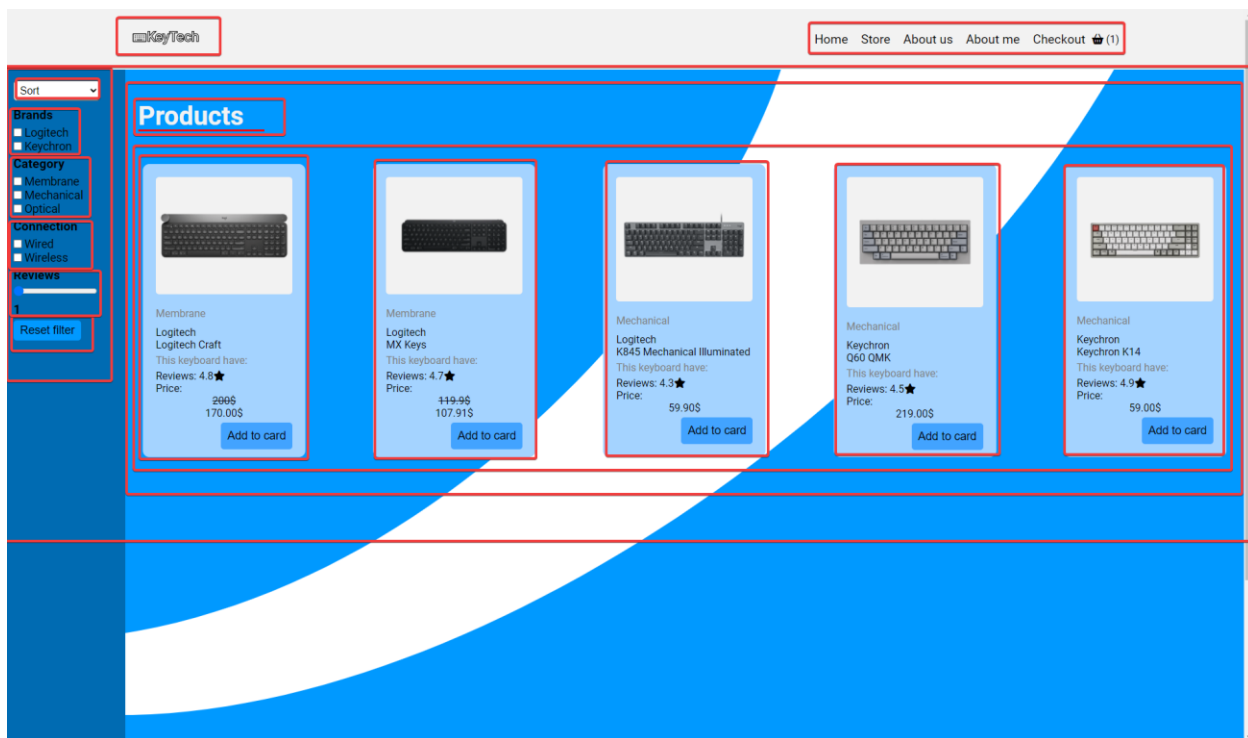 KeyTech
Home Store About us About me Checkout (1)
Sort
Brands
Logitech
Keychron
Category
Membrane
Mechanical
Optical
Connection
Wired
Wireless
Reviews
1
Reset filter
Products
Membrane
Logitech
Logitech Craft
This keyboard have:
Reviews: 4.8
Price:
200$
170.00$
Add to card
Membrane
Logitech
MX Keys
This keyboard have:
Reviews: 4.7
Price:
119.9$
107.91$
Add to card
Mechanical
Logitech
K845 Mechanical Illuminated
This keyboard have:
Reviews: 4.3
Price:
59.90$
Add to card
Mechanical
Keychron
Q60 QMK
This keyboard have:
Reviews: 4.5
Price:
219.00$
Add to card
Mechanical
Keychron
Keychron K14
This keyboard have:
Reviews: 4.9
Price:
59.00$
Add to card